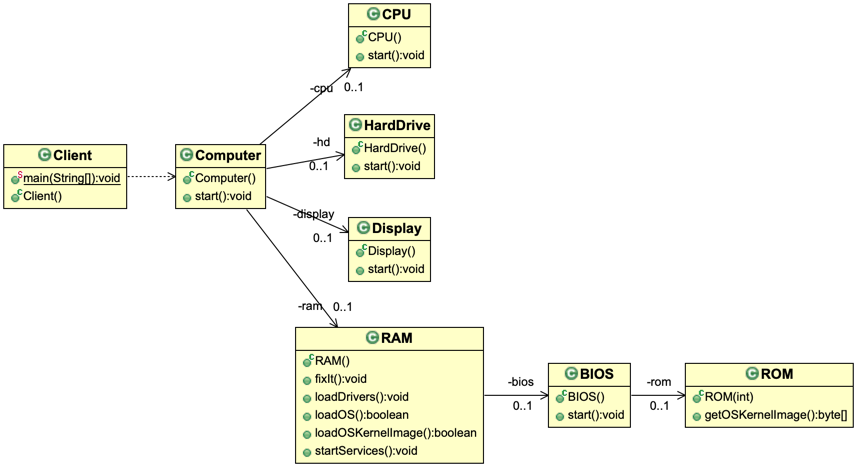 CPU
CPU()
start():void
-cpu 0..1
HardDrive
HardDrive()
start():void
-hd
0..1
Client
main(String[]):void
Client()
Computer
Computer()
start():void
-display
0..1
Display
Display()
start():void
-ram 0..1
RAM
RAM()
fixIt():void
loadDrivers():void
loadOS():boolean
loadOSKernelImage():boolean
startServices():void
-bios
0..1
BIOS
BIOS()
start():void
-rom
0..1
ROM
ROM(int)
getOSKernelImage():byte[]